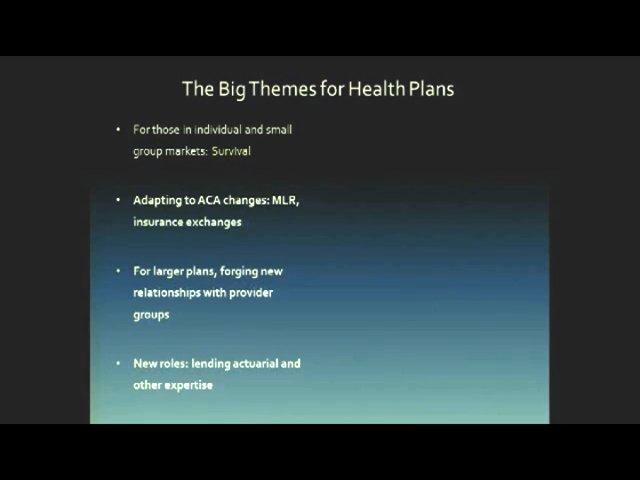 The Big Themes for Health Plans
• For those in individual and small
group markets: Survival
• Adapting to ACA changes: MLR,
insurance exchanges
• For larger plans, forging new
relationships with provider
groups
• New roles: lending actuarial and
other expertise